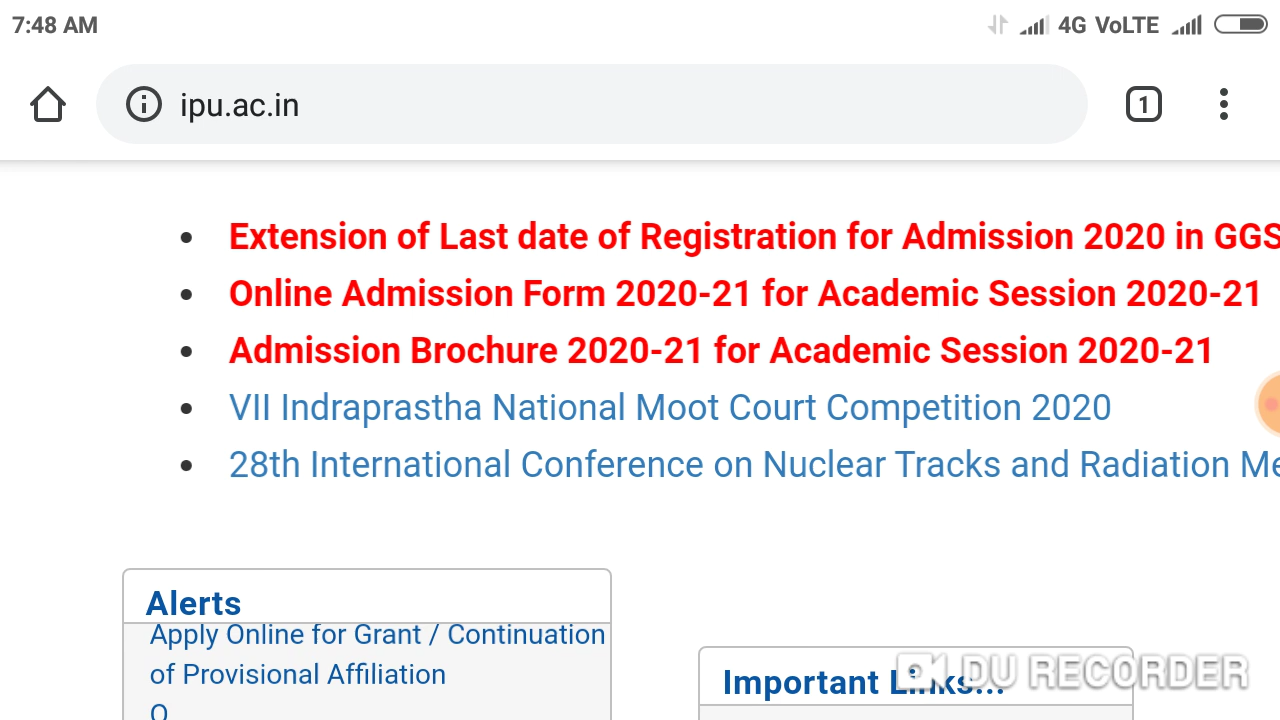 7:48 AM
4G VoLTE
ipu.ac.in
1
Extension of Last date of Registration for Admission 2020 in GGS
Online Admission Form 2020-21 for Academic Session 2020-21
Admission Brochure 2020-21 for Academic Session 2020-21
VII Indraprastha National Moot Court Competition 2020
28th International Conference on Nuclear Tracks and Radiation Me
Alerts
Apply Online for Grant / Continuation
of Provisional Affiliation
Important Links...
DU RECORDER